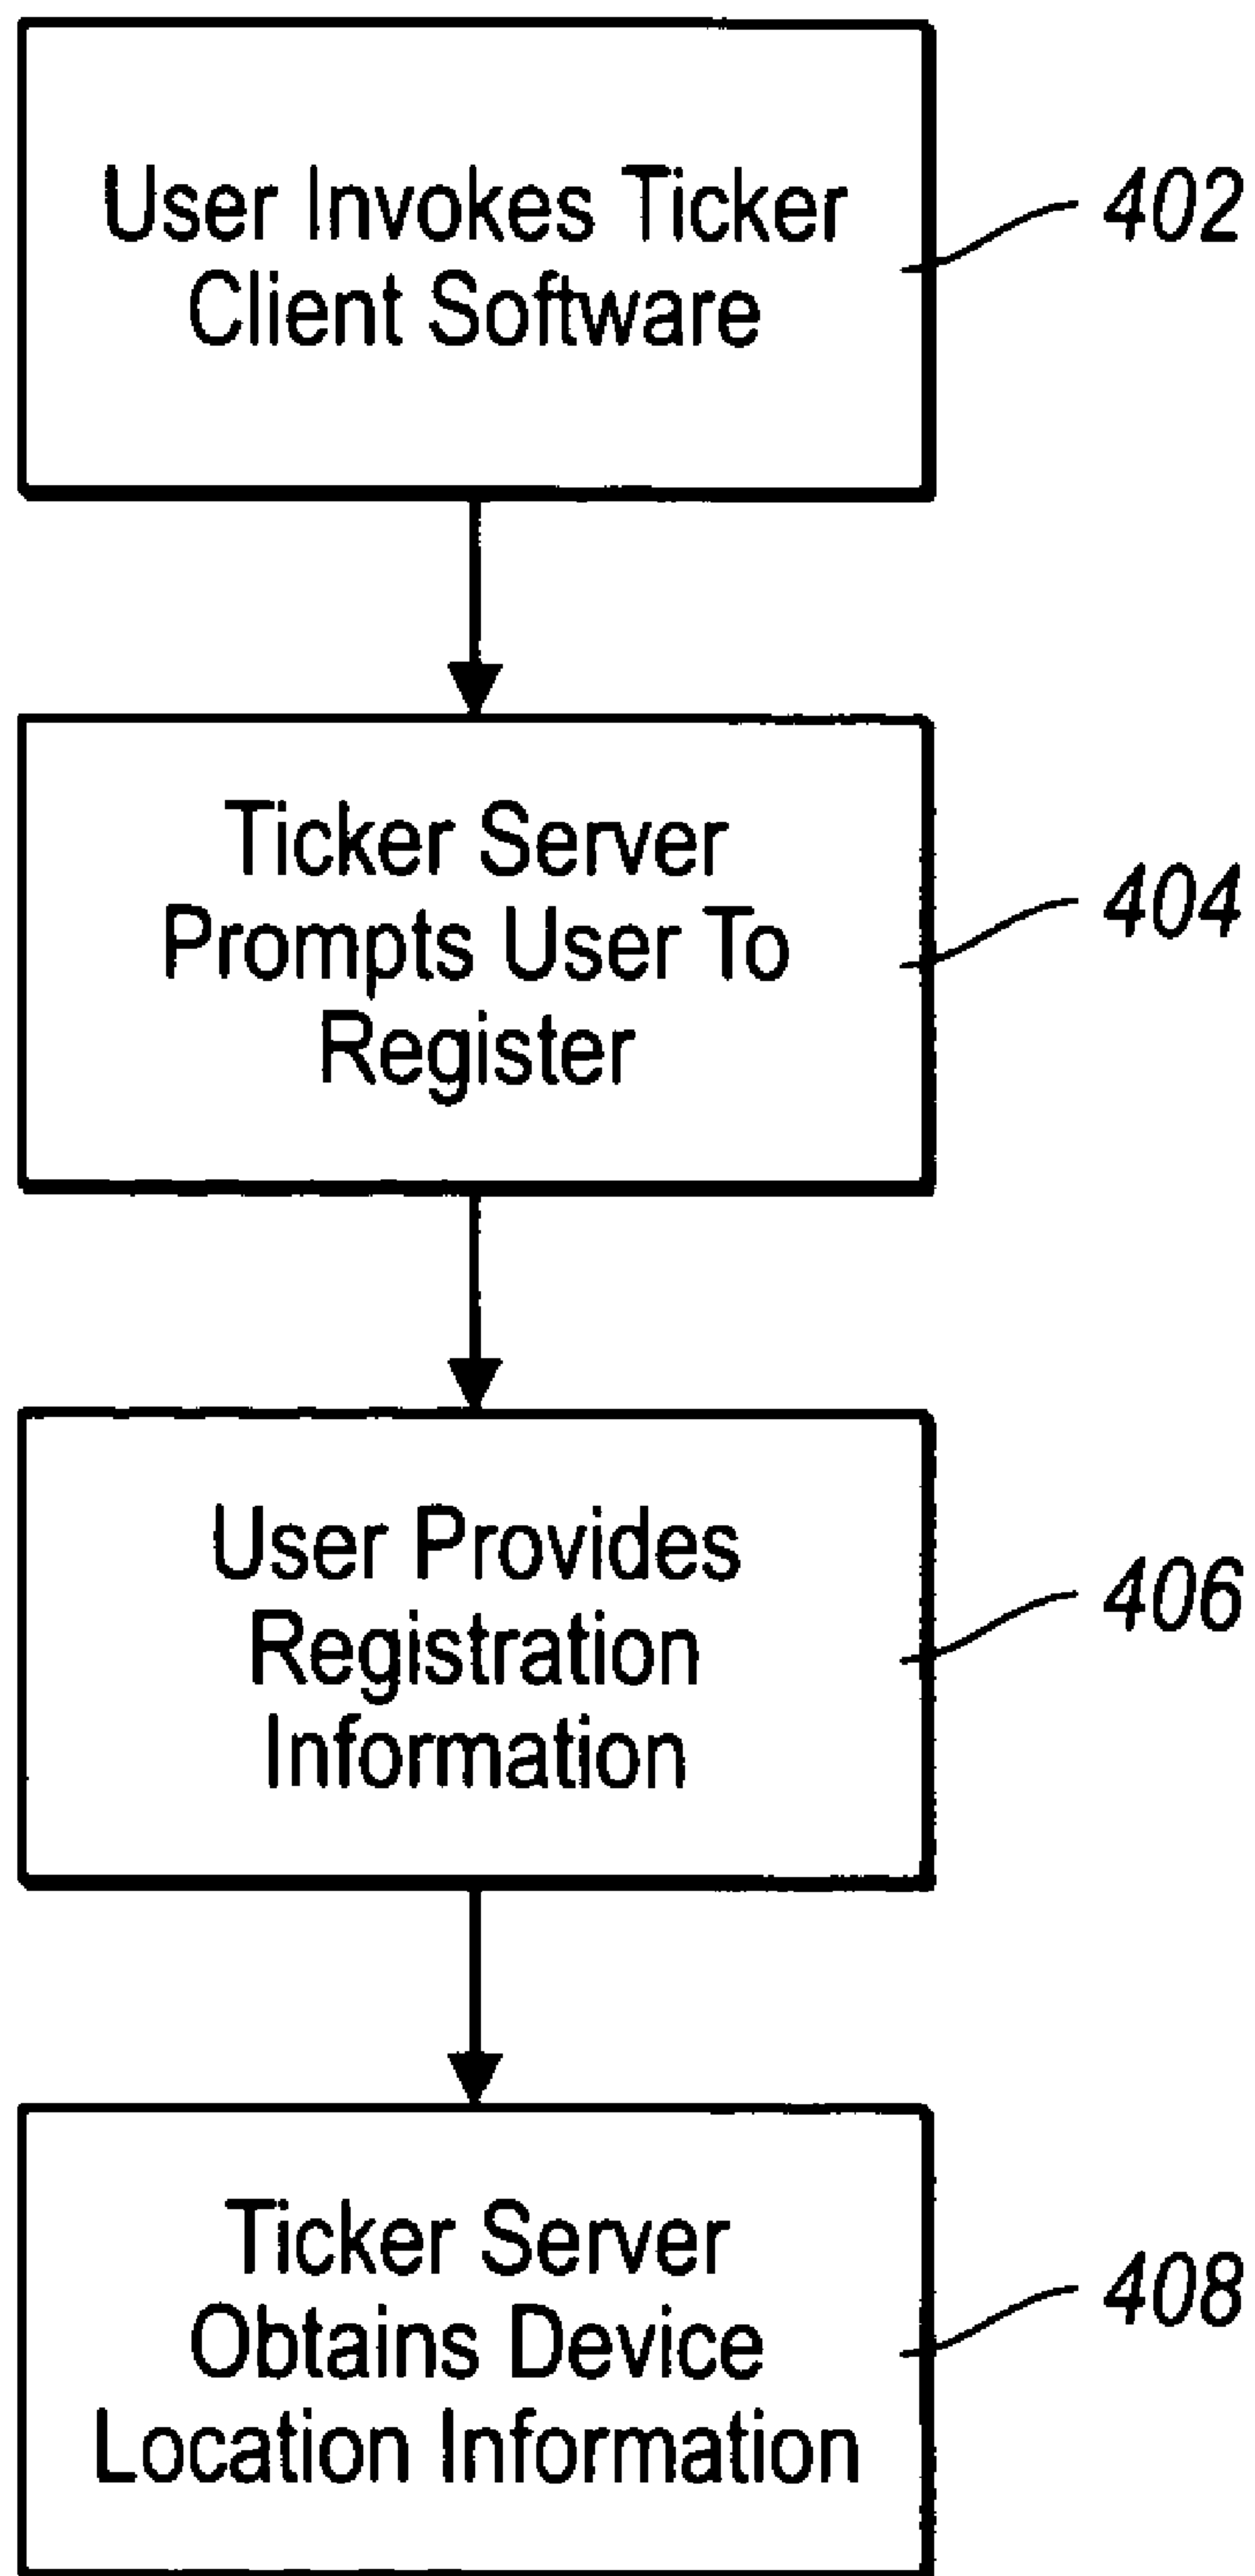 User Invokes Ticker
Client Software
402
Ticker Server
Prompts User To
Register
404
User Provides
Registration
Information
406
Ticker Server
Obtains Device
Location Information
408